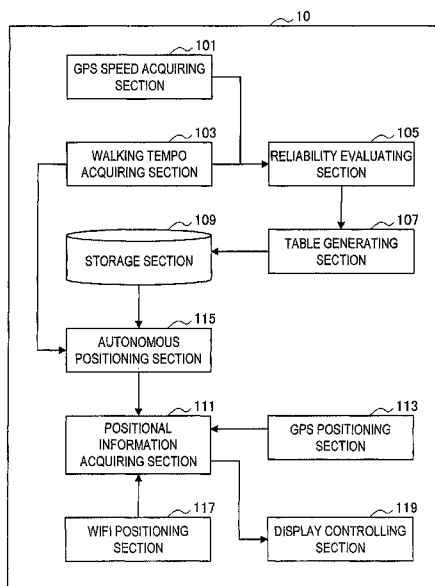 10
101
GPS SPEED ACQUIRING
SECTION
103
WALKING TEMPO
ACQUIRING SECTION
105
RELIABILITY EVALUATING
SECTION
109
STORAGE SECTION
107
TABLE GENERATING
SECTION
115
AUTONOMOUS
POSITIONING SECTION
111
POSITIONAL
INFORMATION
ACQUIRING SECTION
113
GPS POSITIONING
SECTION
117
WIFI POSITIONING
SECTION
119
DISPLAY CONTROLLING
SECTION